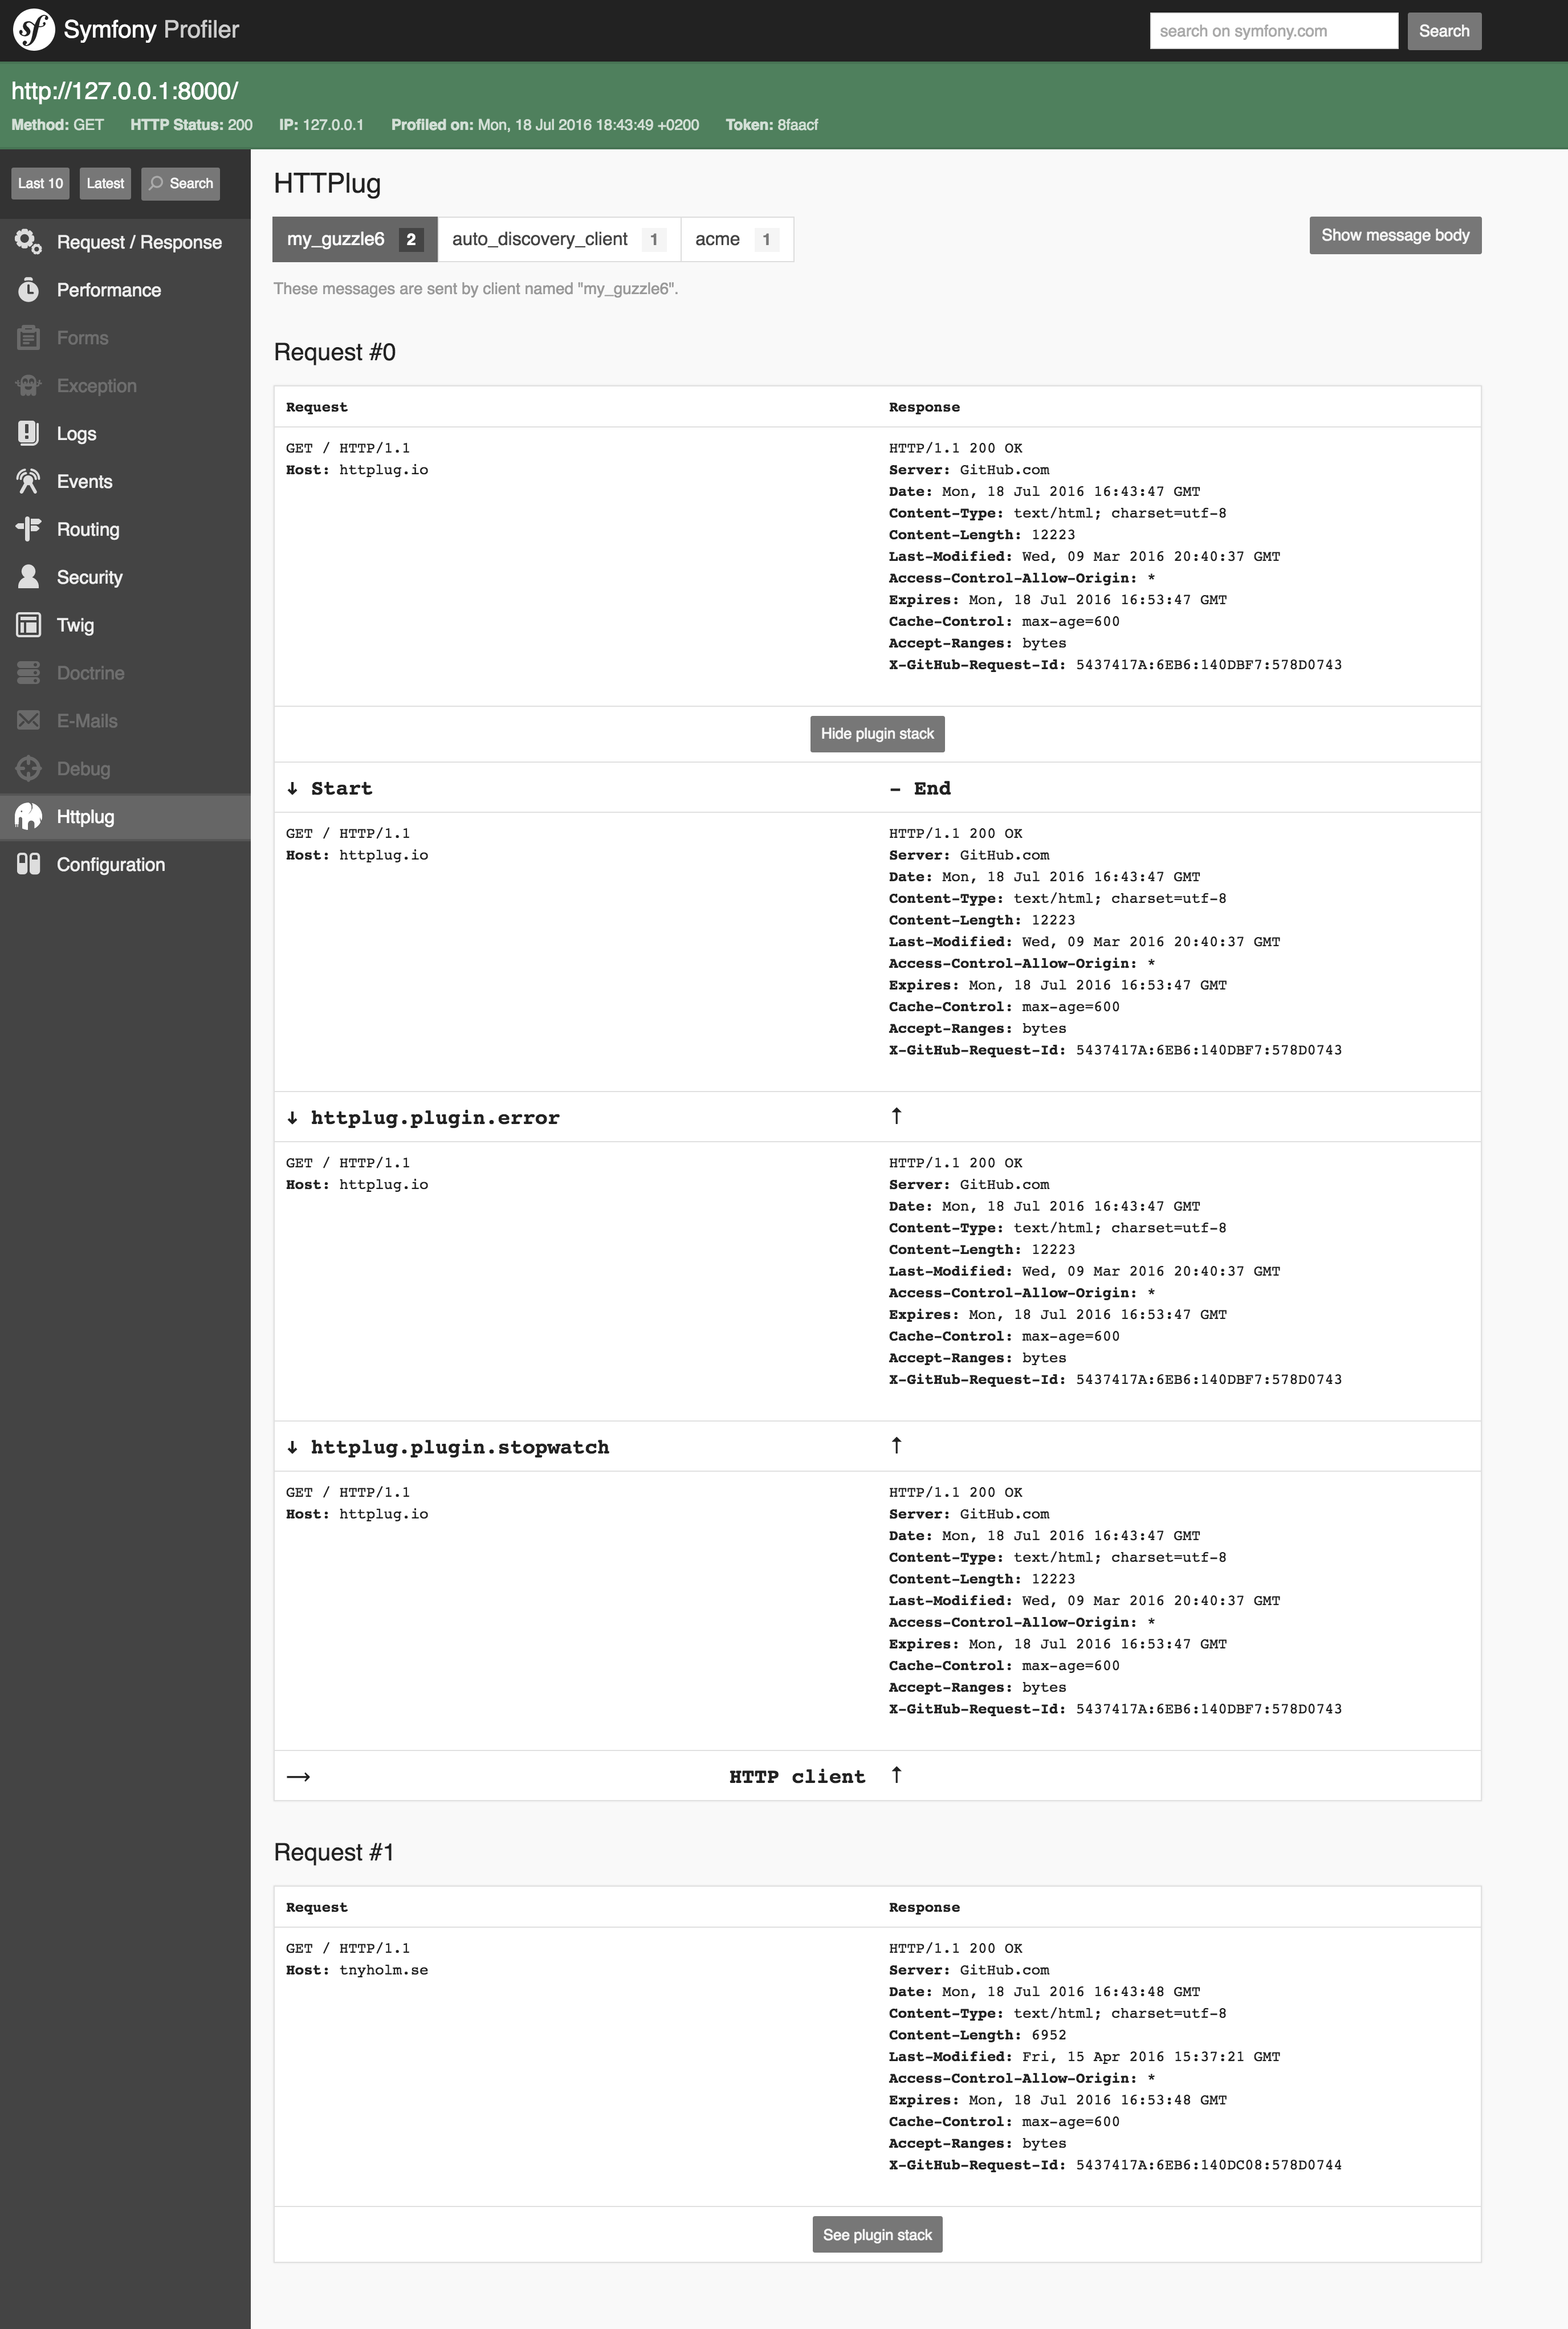 sf Symfony Profiler
search on symfony.com Search
http://127.0.0.1:8000/
Method: GET HTTP Status: 200 IP: 127.0.0.1 Profiled on: Mon, 18 Jul 2016 18:43:49 +0200 Token: 8faacf
Last 10 Latest Search
Request / Response
Performance
Forms
Exception
Logs
Events
Routing
Security
Twig
Doctrine
E-Mails
Debug
Httplug
Configuration
HTTPlug
my_guzzle6 2 auto_discovery_client 1 acme 1
Show message body
These messages are sent by client named "my_guzzle6".
Request #0
Request Response
GET / HTTP/1.1
Host: httplug.io
HTTP/1.1 200 OK
Server: GitHub.com
Date: Mon, 18 Jul 2016 16:43:47 GMT
Content-Type: text/html; charset=utf-8
Content-Length: 12223
Last-Modified: Wed, 09 Mar 2016 20:40:37 GMT
Access-Control-Allow-Origin: *
Expires: Mon, 18 Jul 2016 16:53:47 GMT
Cache-Control: max-age=600
Accept-Ranges: bytes
X-GitHub-Request-Id: 5437417A:6EB6:140DBF7:578D0743
Hide plugin stack
↓ Start - End
GET / HTTP/1.1
Host: httplug.io
HTTP/1.1 200 OK
Server: GitHub.com
Date: Mon, 18 Jul 2016 16:43:47 GMT
Content-Type: text/html; charset=utf-8
Content-Length: 12223
Last-Modified: Wed, 09 Mar 2016 20:40:37 GMT
Access-Control-Allow-Origin: *
Expires: Mon, 18 Jul 2016 16:53:47 GMT
Cache-Control: max-age=600
Accept-Ranges: bytes
X-GitHub-Request-Id: 5437417A:6EB6:140DBF7:578D0743
↓ httplug.plugin.error ↑
GET / HTTP/1.1
Host: httplug.io
HTTP/1.1 200 OK
Server: GitHub.com
Date: Mon, 18 Jul 2016 16:43:47 GMT
Content-Type: text/html; charset=utf-8
Content-Length: 12223
Last-Modified: Wed, 09 Mar 2016 20:40:37 GMT
Access-Control-Allow-Origin: *
Expires: Mon, 18 Jul 2016 16:53:47 GMT
Cache-Control: max-age=600
Accept-Ranges: bytes
X-GitHub-Request-Id: 5437417A:6EB6:140DBF7:578D0743
↓ httplug.plugin.stopwatch ↑
GET / HTTP/1.1
Host: httplug.io
HTTP/1.1 200 OK
Server: GitHub.com
Date: Mon, 18 Jul 2016 16:43:47 GMT
Content-Type: text/html; charset=utf-8
Content-Length: 12223
Last-Modified: Wed, 09 Mar 2016 20:40:37 GMT
Access-Control-Allow-Origin: *
Expires: Mon, 18 Jul 2016 16:53:47 GMT
Cache-Control: max-age=600
Accept-Ranges: bytes
X-GitHub-Request-Id: 5437417A:6EB6:140DBF7:578D0743
→ HTTP client ↑
Request #1
Request Response
GET / HTTP/1.1
Host: tnyholm.se
HTTP/1.1 200 OK
Server: GitHub.com
Date: Mon, 18 Jul 2016 16:43:48 GMT
Content-Type: text/html; charset=utf-8
Content-Length: 6952
Last-Modified: Fri, 15 Apr 2016 15:37:21 GMT
Access-Control-Allow-Origin: *
Expires: Mon, 18 Jul 2016 16:53:48 GMT
Cache-Control: max-age=600
Accept-Ranges: bytes
X-GitHub-Request-Id: 5437417A:6EB6:140DC08:578D0744
See plugin stack